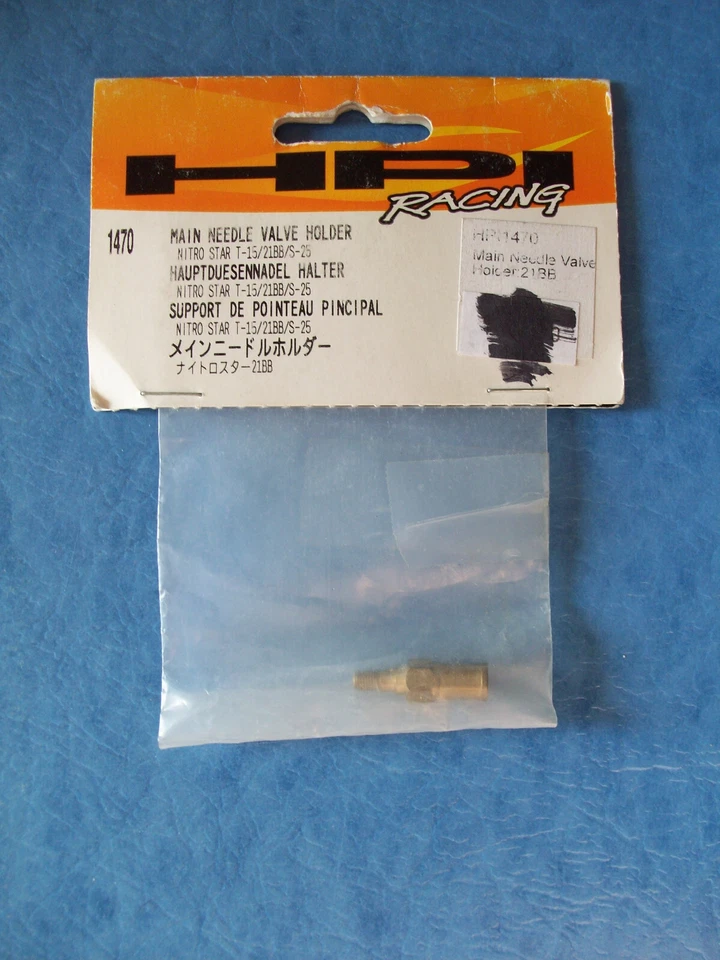 HPI
RACING
1470
MAIN NEEDLE VALVE HOLDER
NITRO STAR T-15/21BB/S-25
HAUPTDUESENNADEL HALTER
NITRO STAR T-15/21BB/S-25
SUPPORT DE POINTEAU PINCIPAL
NITRO STAR T-15/21BB/S-25
メインニードルホルダー
ナイトロスター21BB
HPI1470
Main Needle Valve
Holder 21BB